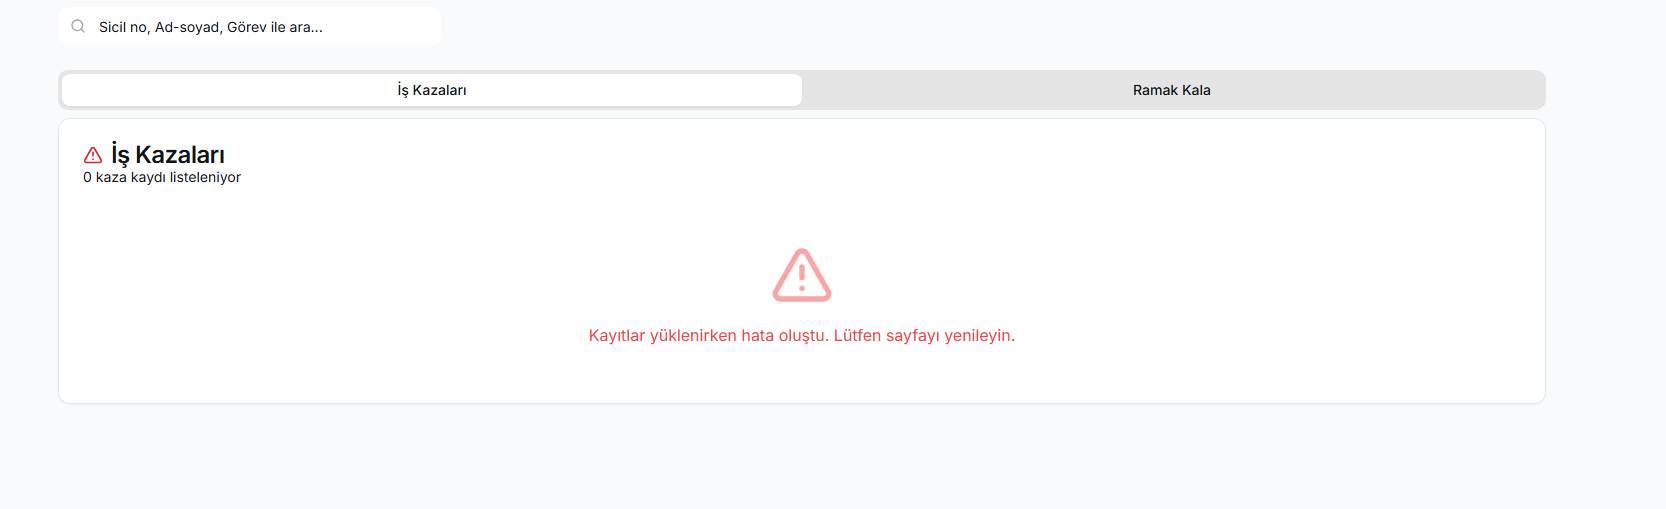 Sicil no, Ad-soyad, Görev ile ara...
İş Kazaları
Ramak Kala
İş Kazaları
0 kaza kaydı listeleniyor
Kayıtlar yüklenirken hata oluştu. Lütfen sayfayı yenileyin.